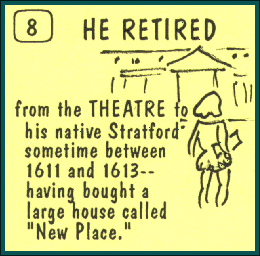 8
HE RETIRED
from the THEATRE to
his native Stratford
sometime between
1611 and 1613--
having bought a
large house called
"New Place."